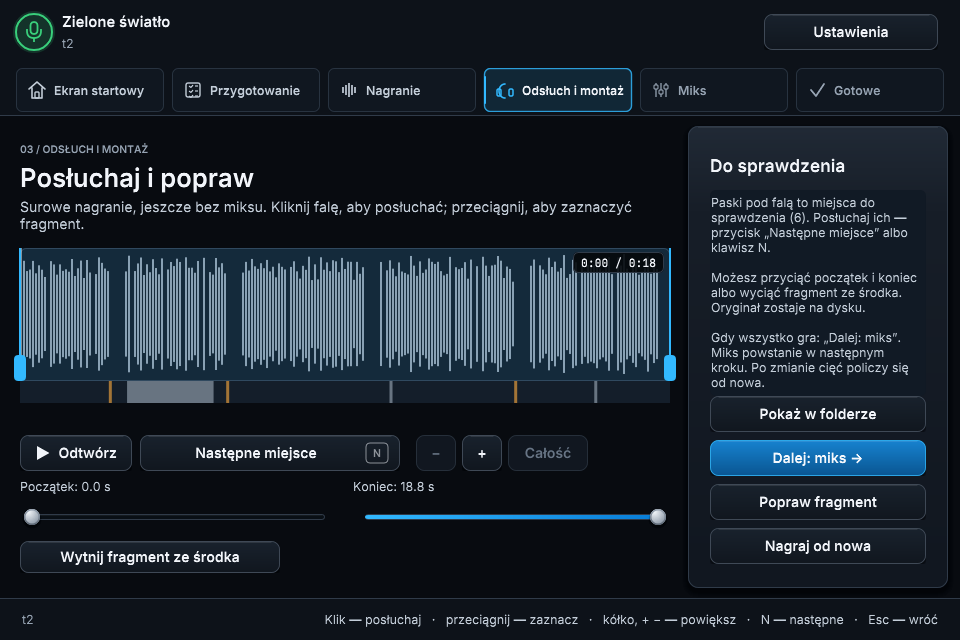 Zielone światło
t2
Ustawienia
Ekran startowy
Przygotowanie
Nagranie
Odsłuch i montaż
Miks
Gotowe
03 / ODSŁUCH I MONTAŻ
Posłuchaj i popraw
Surowe nagranie, jeszcze bez miksu. Kliknij falę, aby posłuchać; przeciągnij, aby zaznaczyć
fragment.
0:00 / 0:18
Odtwórz
Następne miejsce N
−
+
Całość
Początek: 0.0 s
Koniec: 18.8 s
Wytnij fragment ze środka
Do sprawdzenia
Paski pod falą to miejsca do
sprawdzenia (6). Posłuchaj ich —
przycisk „Następne miejsce” albo
klawisz N.
Możesz przyciąć początek i koniec
albo wyciąć fragment ze środka.
Oryginał zostaje na dysku.
Gdy wszystko gra: „Dalej: miks”.
Miks powstanie w następnym
kroku. Po zmianie cięć policzy się
od nowa.
Pokaż w folderze
Dalej: miks →
Popraw fragment
Nagraj od nowa
t2
Klik — posłuchaj · przeciągnij — zaznacz · kółko, + − — powiększ · N — następne · Esc — wróć